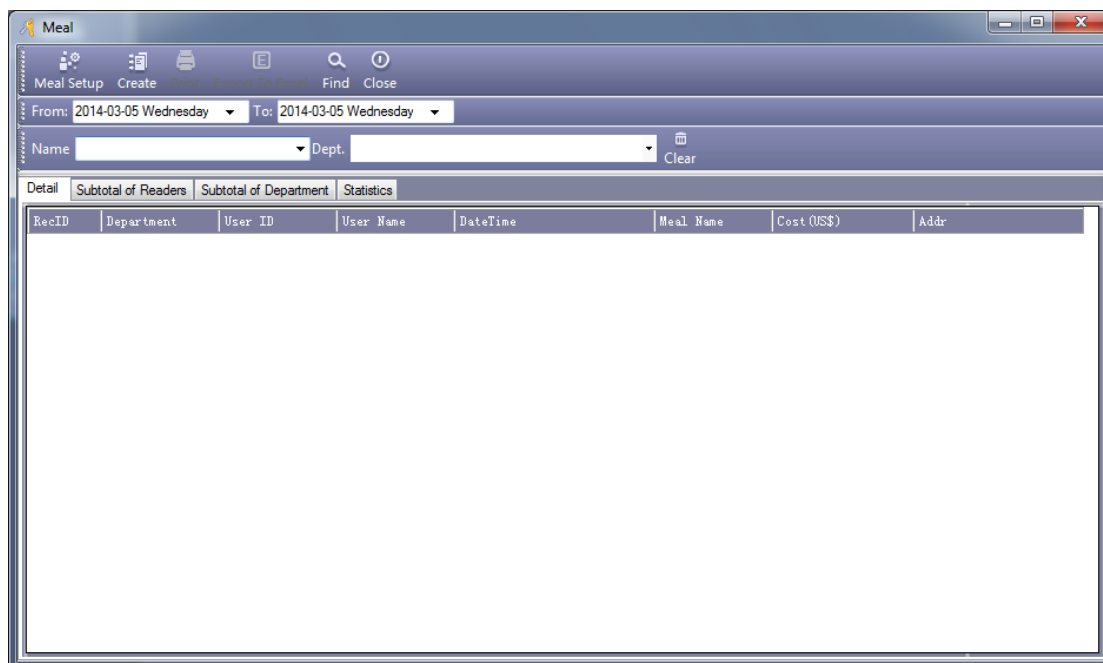 Meal
Meal Setup Create Find Close
From: 2014-03-05 Wednesday To: 2014-03-05 Wednesday
Name Dept. Clear
Detail Subtotal of Readers Subtotal of Department Statistics
RecID Department User ID User Name DateTime Meal Name Cost(US$) Addr